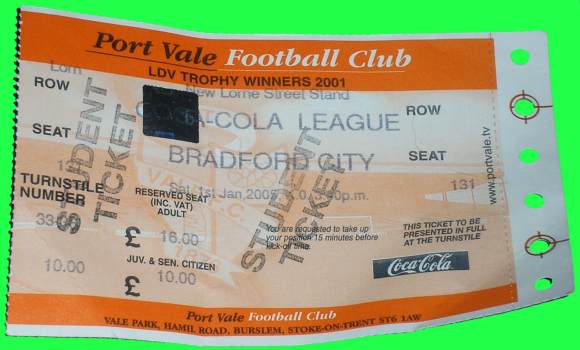 Port Vale Football Club
LDV TROPHY WINNERS 2001
Lorn
New Lorne Street Stand
ROW
ROW
COCA-COLA LEAGUE
SEAT
BRADFORD CITY
SEAT
131
TURNSTILE
NUMBER
RESERVED SEAT
(INC. VAT)
ADULT
Sat 1st Jan,
£ 16.00
JUV. & SEN. CITIZEN
£ 10.00
10.00
STUDENT
TICKET
STUDENT
TICKET
You are requested to take up
your position 15 minutes before
kick-off time.
THIS TICKET TO BE
PRESENTED IN FULL
AT THE TURNSTILE
Coca-Cola
www.portvale.tv
Port Vale Football Club
VALE PARK, HAMIL ROAD, BURSLEM, STOKE-ON-TRENT ST6 1AW